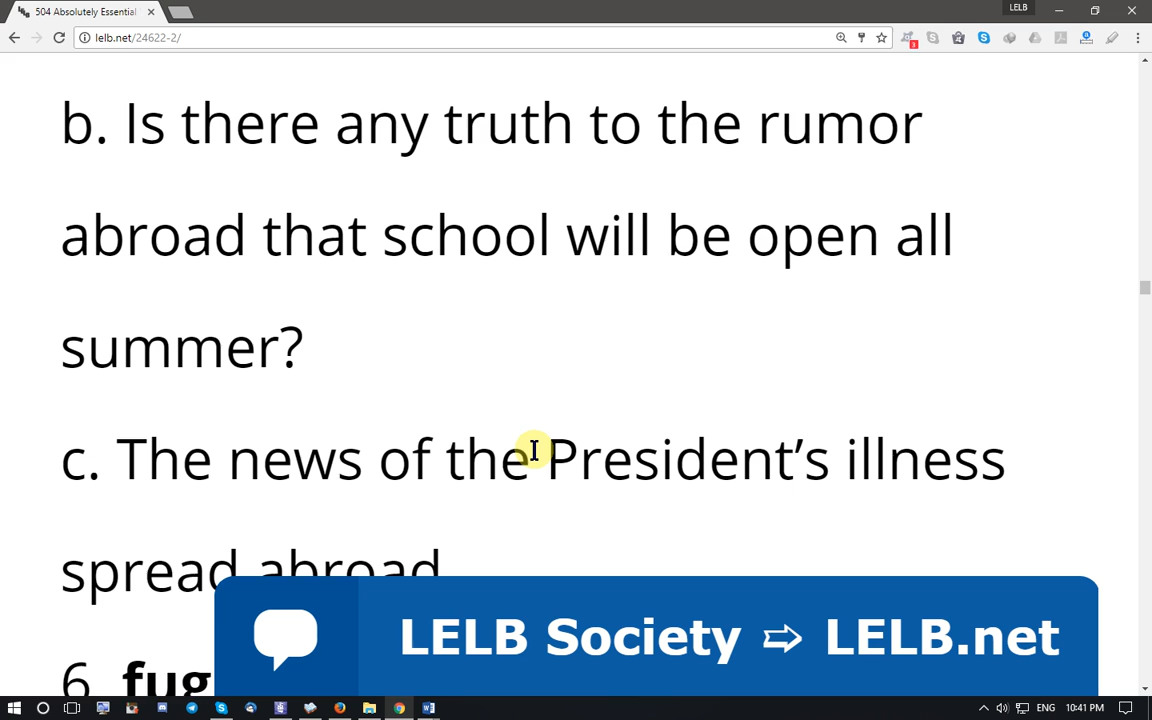 504 Absolutely Essential
LELB
lelb.net/24622-2/
b. Is there any truth to the rumor
abroad that school will be open all
summer?
c. The news of the President’s illness
spread abroad
6. fug
LELB Society ⇨ LELB.net
ENG 10:41 PM